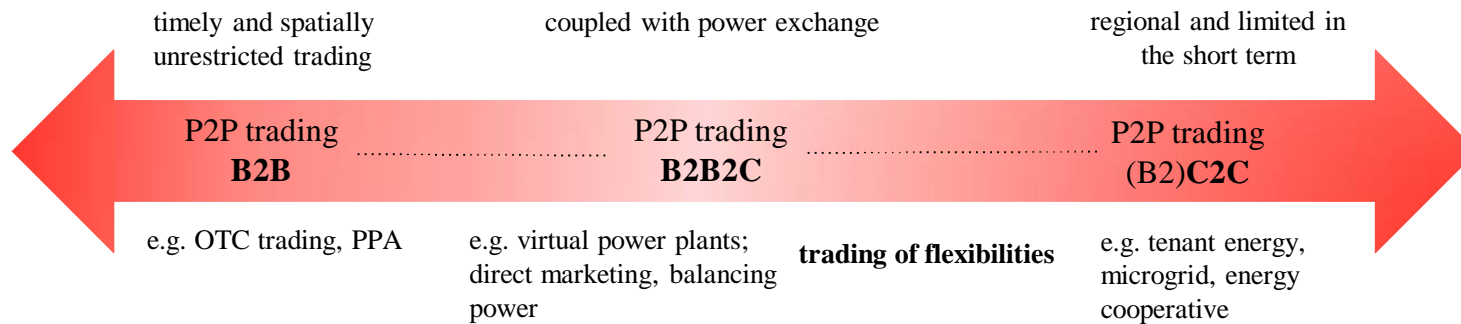 timely and spatially
unrestricted trading
coupled with power exchange
regional and limited in
the short term
P2P trading
B2B
P2P trading
B2B2C
P2P trading
(B2)C2C
e.g. OTC trading, PPA
e.g. virtual power plants;
direct marketing, balancing
power
trading of flexibilities
e.g. tenant energy,
microgrid, energy
cooperative